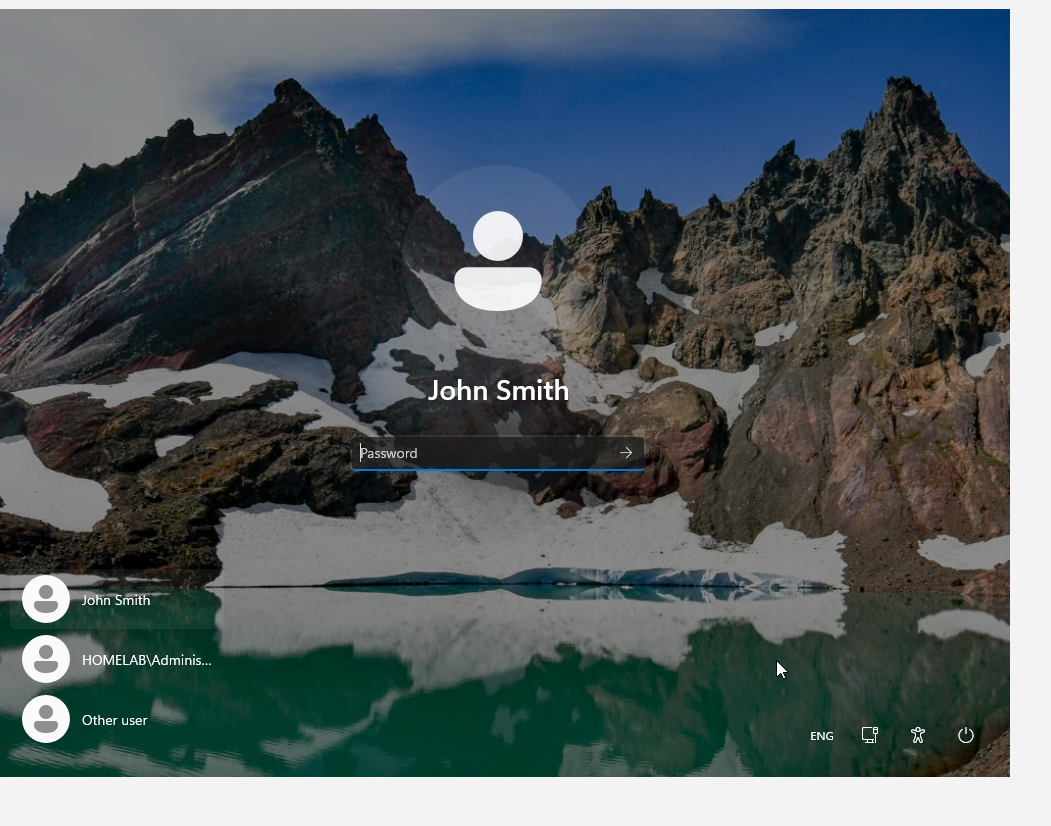 John Smith
Password
John Smith
HOMELAB\Adminis...
Other user
ENG